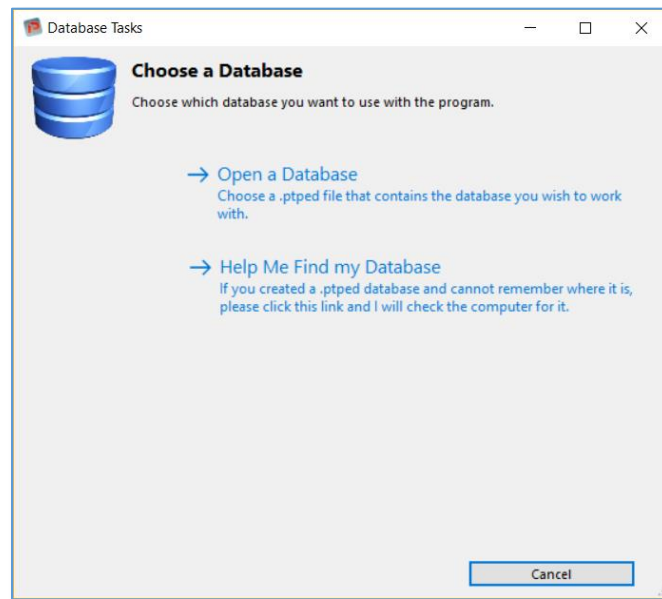 Database Tasks
Choose a Database
Choose which database you want to use with the program.
Open a Database
Choose a .ptped file that contains the database you wish to work
with.
Help Me Find my Database
If you created a .ptped database and cannot remember where it is,
please click this link and I will check the computer for it.
Cancel